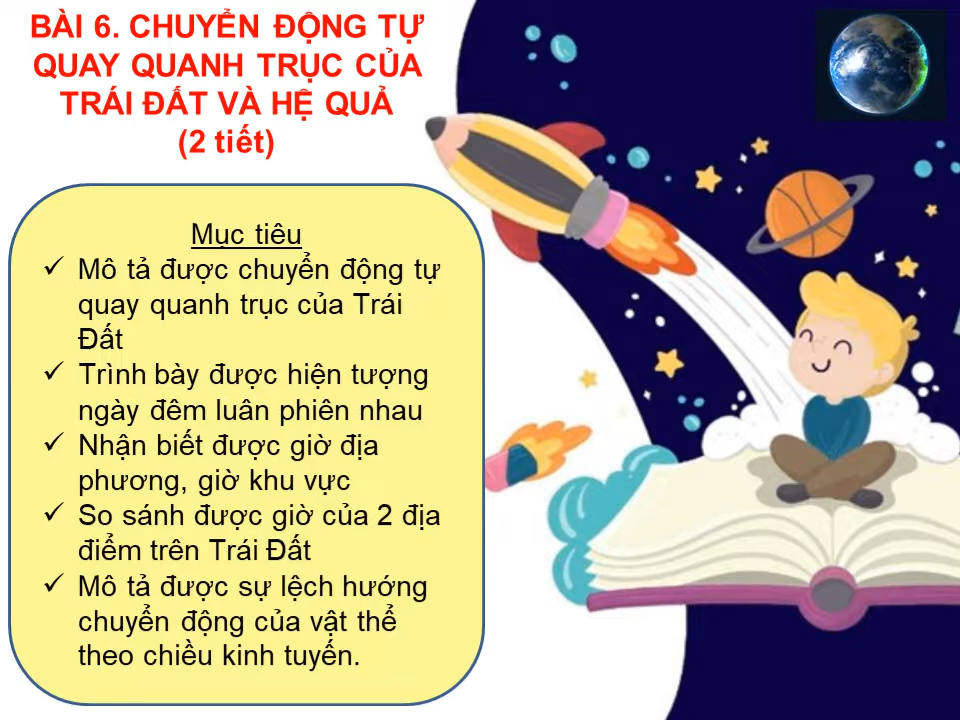 BÀI 6. CHUYỂN ĐỘNG TỰ
QUAY QUANH TRỤC CỦA
TRÁI ĐẤT VÀ HỆ QUẢ
(2 tiết)
Mục tiêu
✓ Mô tả được chuyển động tự
quay quanh trục của Trái
Đất
✓ Trình bày được hiện tượng
ngày đêm luân phiên nhau
✓ Nhận biết được giờ địa
phương, giờ khu vực
✓ So sánh được giờ của 2 địa
điểm trên Trái Đất
✓ Mô tả được sự lệch hướng
chuyển động của vật thể
theo chiều kinh tuyến.